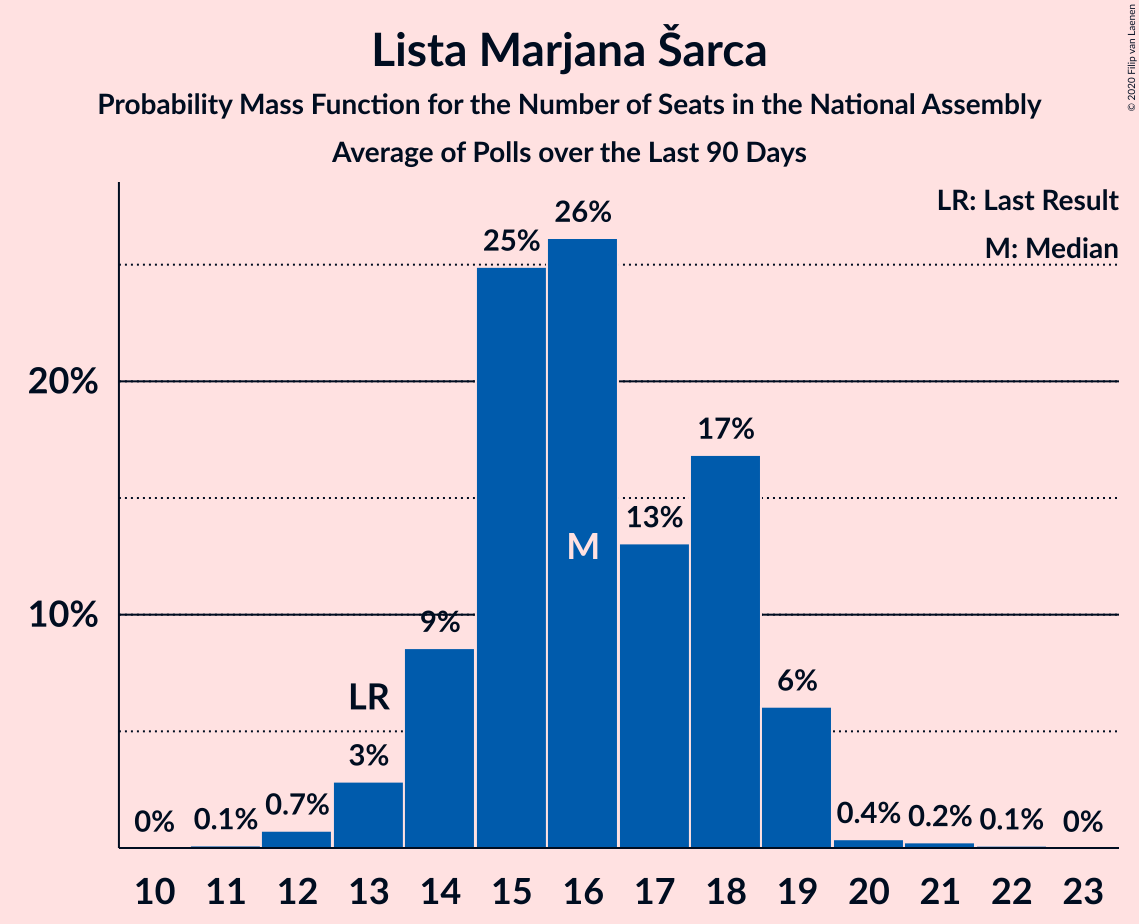 Lista Marjana Šarca
Probability Mass Function for the Number of Seats in the National Assembly
Average of Polls over the Last 90 Days
© 2020 Filip van Laenen
LR: Last Result
M: Median
20%
10%
0%
0.1%
0.7%
LR
3%
9%
25%
26%
M
13%
17%
6%
0.4%
0.2%
0.1%
0%
10 11 12 13 14 15 16 17 18 19 20 21 22 23